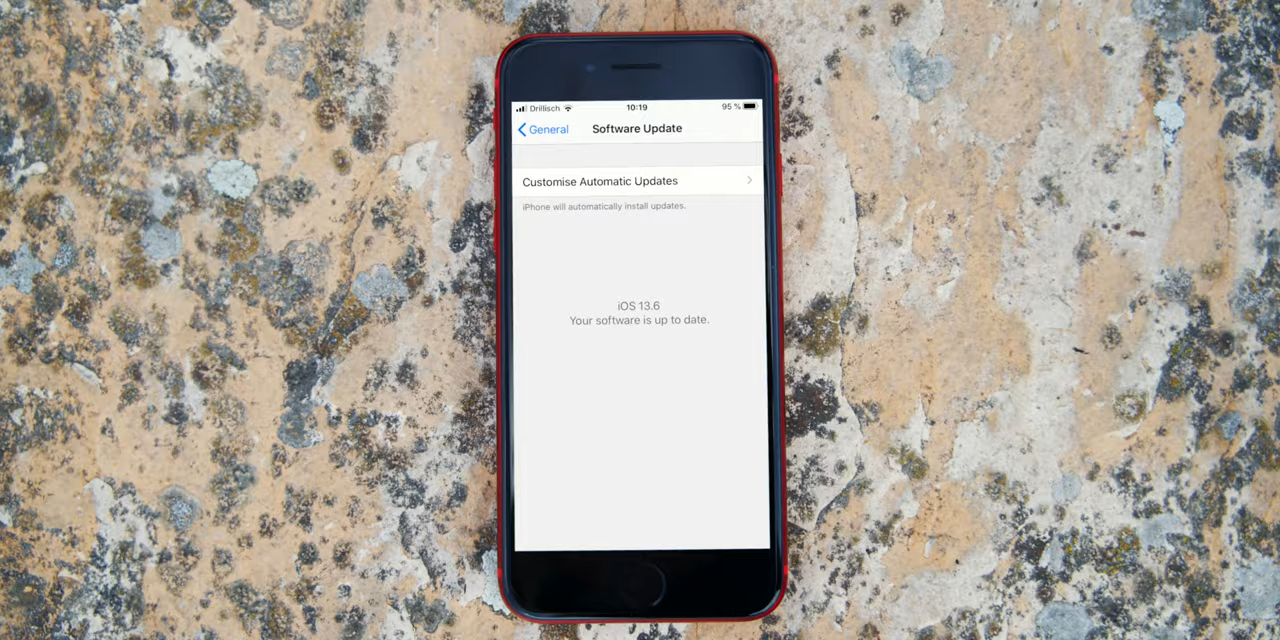 Drillisch 10:19 95 %
General Software Update
Customise Automatic Updates
iPhone will automatically install updates.
iOS 13.6
Your software is up to date.